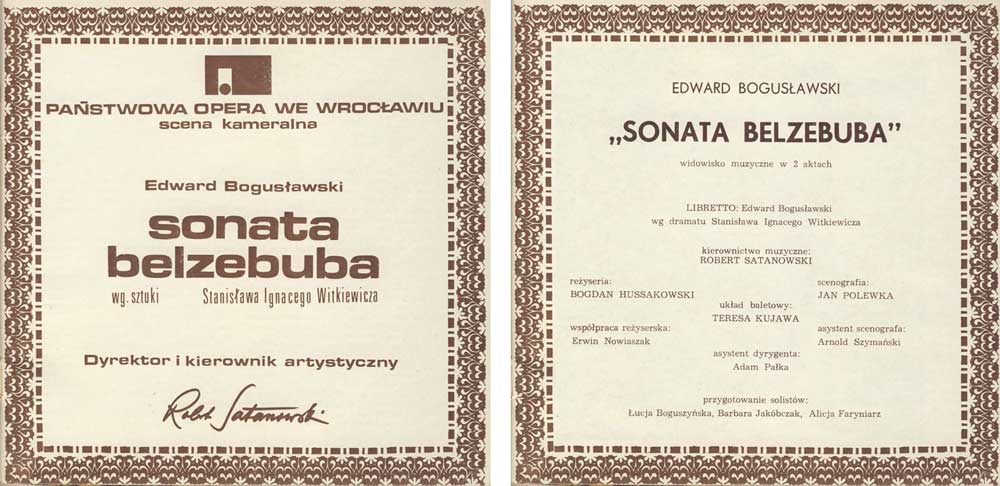 PAŃSTWOWA OPERA WE WROCŁAWIU
scena kameralna
Edward Bogusławski
sonata
belzebuba
wg. sztuki Stanisława Ignacego Witkiewicza
Dyrektor i kierownik artystyczny
Robert Satanowski
EDWARD BOGUSŁAWSKI
„SONATA BELZEBUBA”
widowisko muzyczne w 2 aktach
LIBRETTO: Edward Bogusławski
wg dramatu Stanisława Ignacego Witkiewicza
kierownictwo muzyczne:
ROBERT SATANOWSKI
reżyseria:
BOGDAN HUSSAKOWSKI
scenografia:
JAN POLEWKA
układ baletowy:
TERESA KUJAWA
współpraca reżyserska:
Erwin Nowiaszak
asystent scenografa:
Arnold Szymański
asystent dyrygenta:
Adam Pałka
przygotowanie solistów:
Łucja Boguszyńska, Barbara Jakóbczak, Alicja Faryniarz